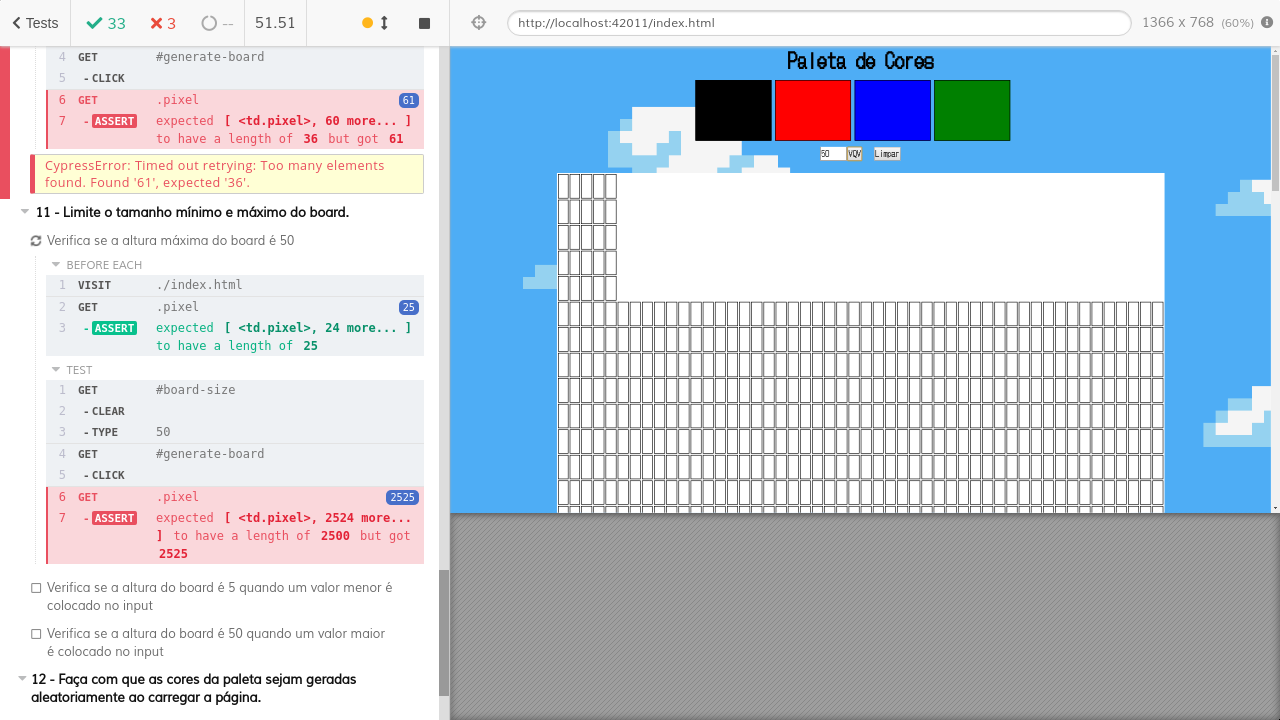 Tests 33 3 -- 51.51 http://localhost:42011/index.html 1366 x 768 (60%)
4 GET #generate-board
5 -CLICK
6 GET .pixel 61
7 -ASSERT expected [ <td.pixel>, 60 more... ]
to have a length of 36 but got 61
CypressError: Timed out retrying: Too many elements
found. Found '61', expected '36'.
11 - Limite o tamanho mínimo e máximo do board.
Verifica se a altura máxima do board é 50
BEFORE EACH
1 VISIT ./index.html
2 GET .pixel 25
3 -ASSERT expected [ <td.pixel>, 24 more... ]
to have a length of 25
TEST
1 GET #board-size
2 -CLEAR
3 -TYPE 50
4 GET #generate-board
5 -CLICK
6 GET .pixel 2525
7 -ASSERT expected [ <td.pixel>, 2524 more...
] to have a length of 2500 but got
2525
Verifica se a altura do board é 5 quando um valor menor é
colocado no input
Verifica se a altura do board é 50 quando um valor maior
é colocado no input
12 - Faça com que as cores da paleta sejam geradas
aleatoriamente ao carregar a página.
Paleta de Cores
50 VQV Limpar